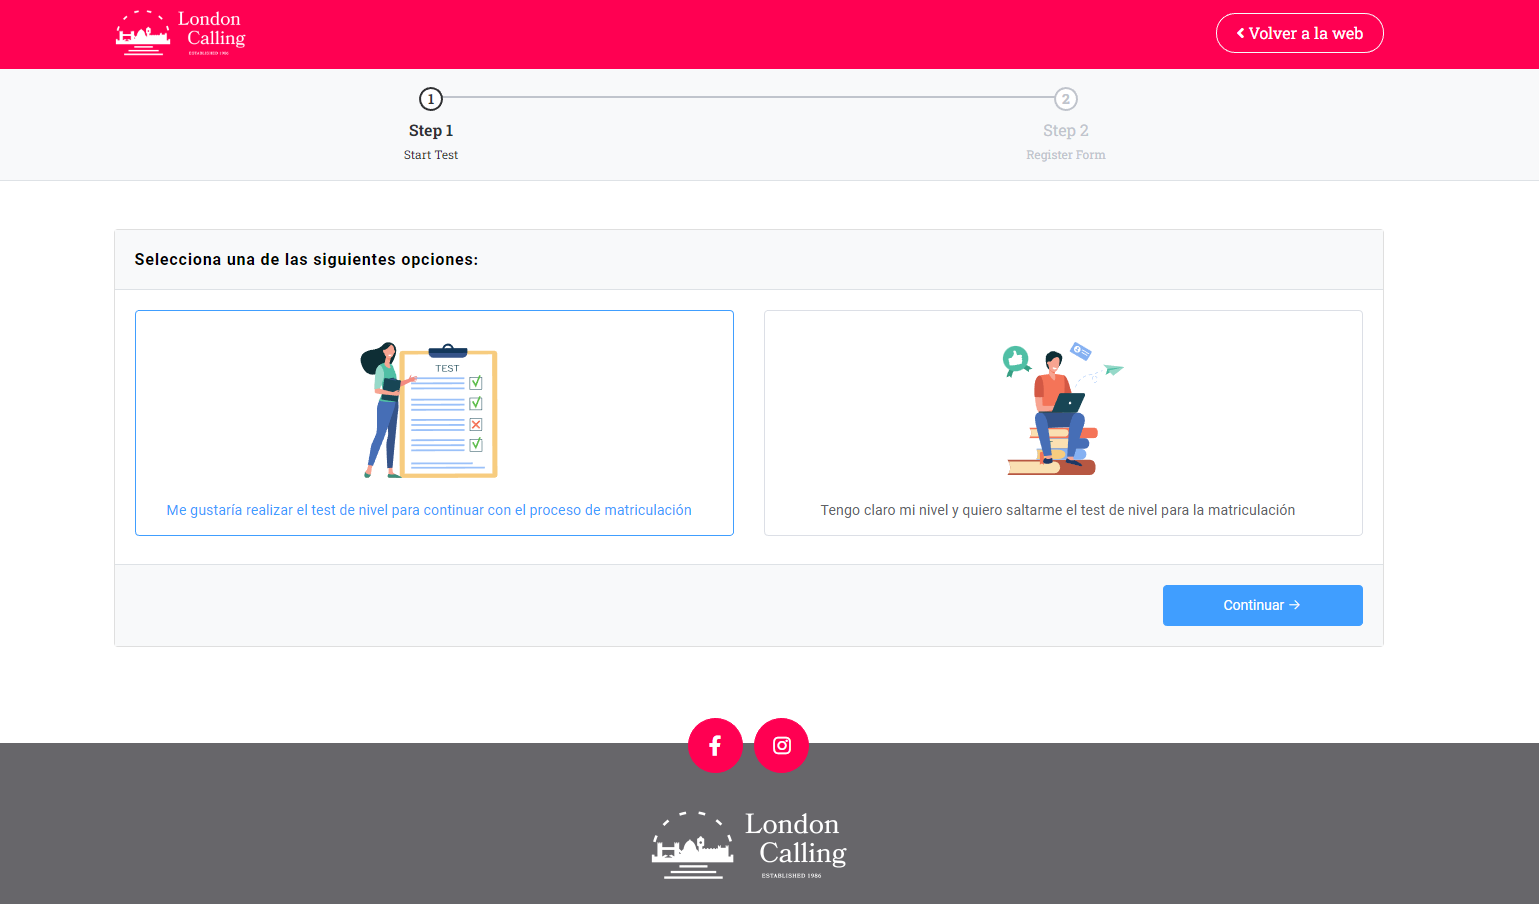 London
Calling
ESTABLISHED 1986
Volver a la web
1
2
Step 1
Step 2
Start Test
Register Form
Selecciona una de las siguientes opciones:
TEST
Me gustaría realizar el test de nivel para continuar con el proceso de matriculación
Tengo claro mi nivel y quiero saltarme el test de nivel para la matriculación
Continuar →
London
Calling
ESTABLISHED 1986